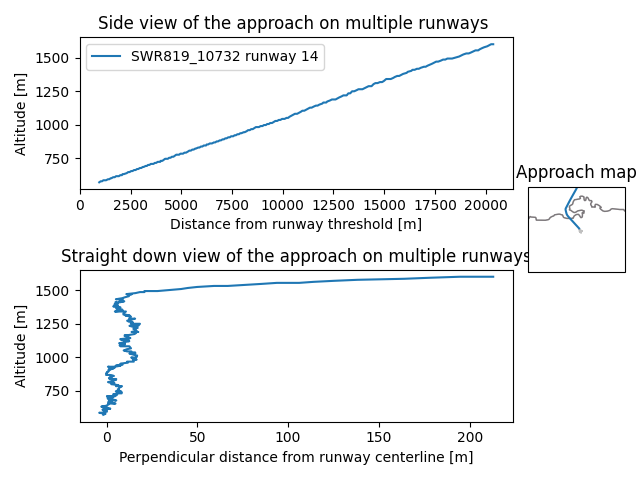 Side view of the approach on multiple runways
SWR819_10732 runway 14
Altitude [m]
1500
1250
1000
750
0 2500 5000 7500 10000 12500 15000 17500 20000
Distance from runway threshold [m]
Approach map
Straight down view of the approach on multiple runways
Altitude [m]
1500
1250
1000
750
0 50 100 150 200
Perpendicular distance from runway centerline [m]